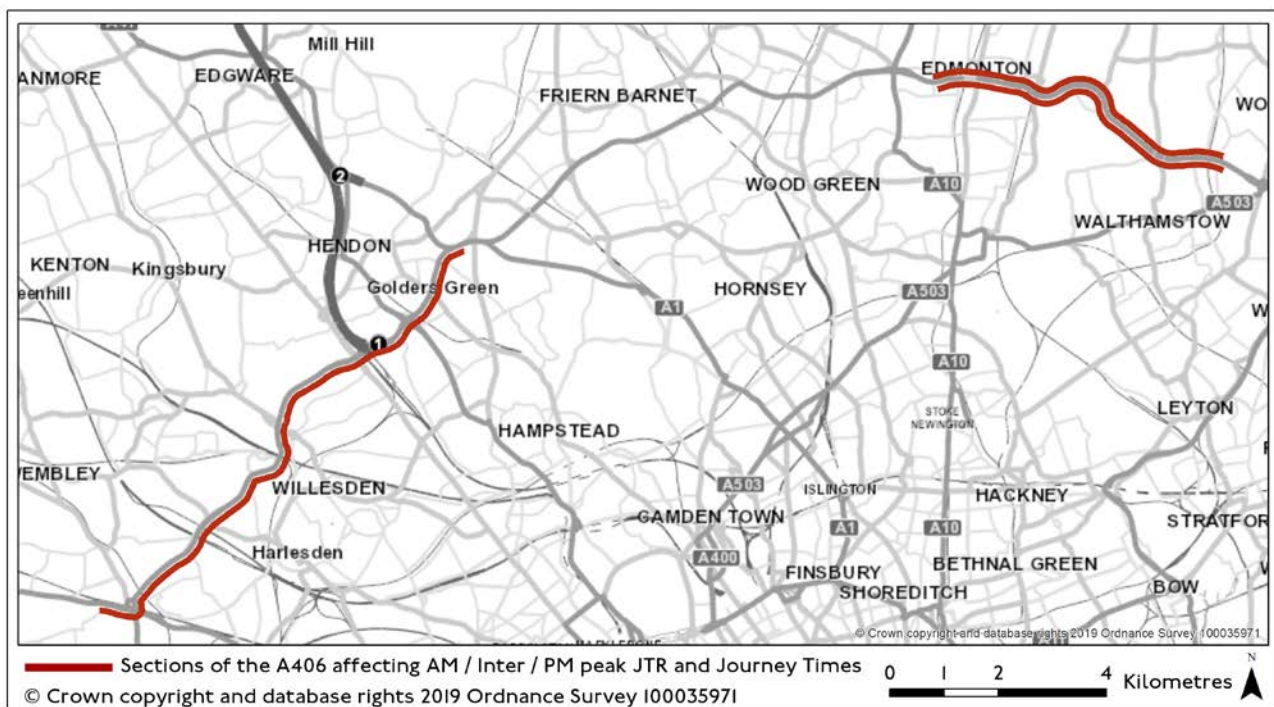 Mill Hill
ANMORE
EDGWARE
EDMONTON
FRIERN BARNET
WO
2
WOOD GREEN
A10
A503
WALTHAMSTOW
HENDON
KENTON
Kingsbury
eenhill
Golders Green
HORNSEY
A503
A1
1
A10
LEYTON
STOKE
NEWINGTON
HAMPSTEAD
EMBLEY
WILLESDEN
A503
ISLINGTON
HACKNEY
CAMDEN TOWN
STRATFOR
A1
A10
Harlesden
A400
BETHNAL GREEN
FINSBURY
BOW
SHOREDITCH
© Crown copyright and database rights 2019 Ordnance Survey 100035971
Sections of the A406 affecting AM / Inter / PM peak JTR and Journey Times
0 1 2 4 Kilometres
N
© Crown copyright and database rights 2019 Ordnance Survey 100035971